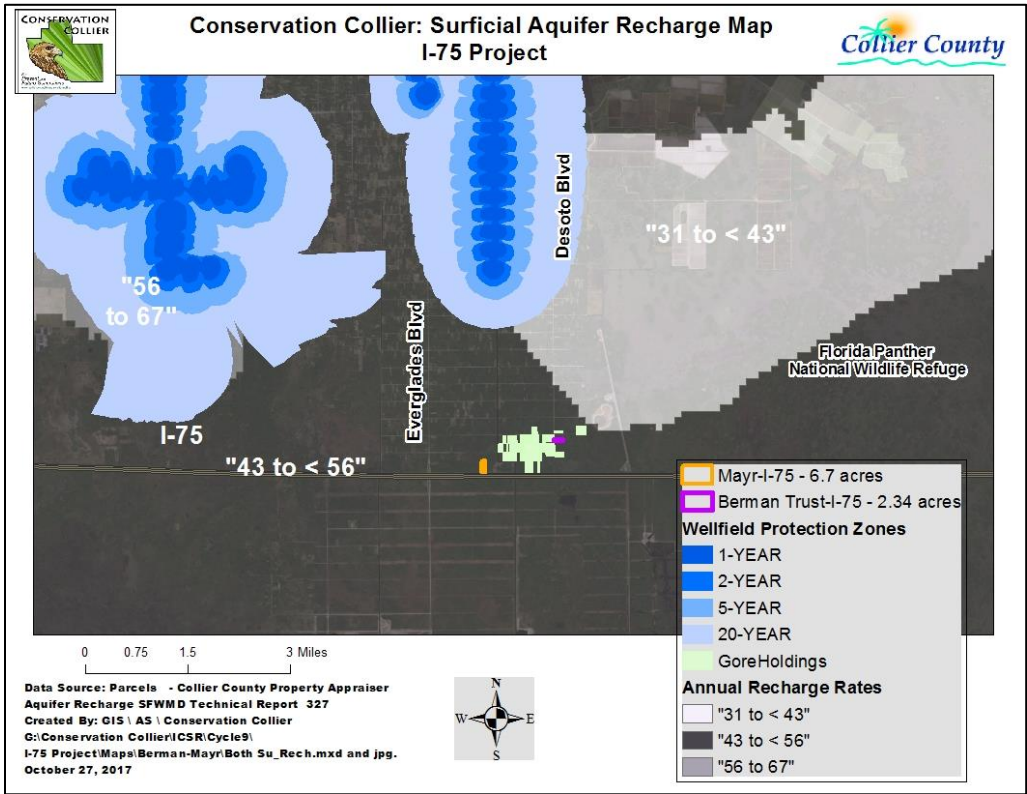 CONSERVATION
COLLIER
Conservation Collier: Surficial Aquifer Recharge Map
I-75 Project
Collier County
Desoto Blvd
"31 to < 43"
"56
to 67"
Everglades Blvd
Florida Panther
National Wildlife Refuge
I-75
"43 to < 56"
Mayr-I-75 - 6.7 acres
Berman Trust-I-75 - 2.34 acres
Wellfield Protection Zones
1-YEAR
2-YEAR
5-YEAR
20-YEAR
GoreHoldings
Annual Recharge Rates
"31 to < 43"
"43 to < 56"
"56 to 67"
0 0.75 1.5 3 Miles
Data Source: Parcels - Collier County Property Appraiser
Aquifer Recharge SFWMD Technical Report 327
Created By: GIS \ AS \ Conservation Collier
G:\Conservation Collier\ICSR\Cycle9\
I-75 Project\Maps\Berman-Mayr\Both Su_Rech.mxd and jpg.
October 27, 2017
N
W E
S